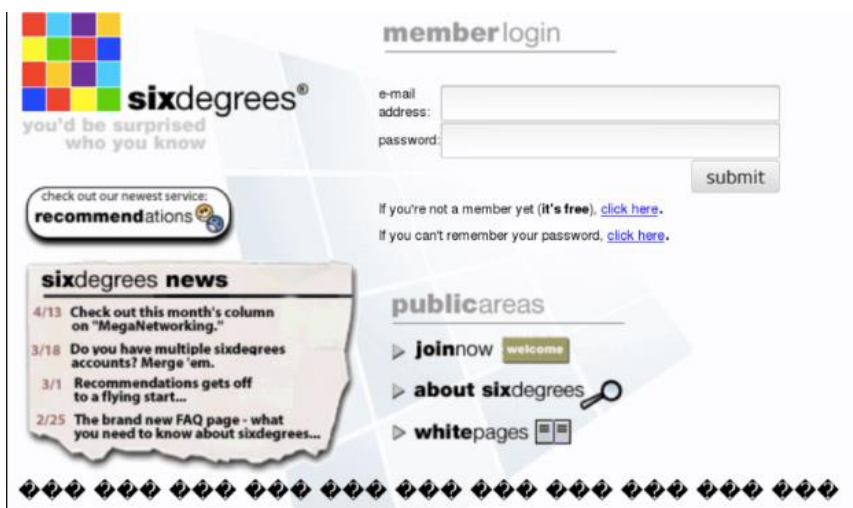 sixdegrees®
you'd be surprised
who you know
check out our newest service:
recommendations
sixdegrees news
4/13 Check out this month's column
on "MegaNetworking."
3/18 Do you have multiple sixdegrees
accounts? Merge 'em.
3/1 Recommendations gets off
to a flying start...
2/25 The brand new FAQ page - what
you need to know about sixdegrees...
memberlogin
e-mail
address:
password:
submit
If you're not a member yet (it's free), click here.
If you can't remember your password, click here.
publicareas
joinnow welcome
about sixdegrees
whitepages
��� ��� ��� ��� ��� ��� ��� ��� ��� ��� ���